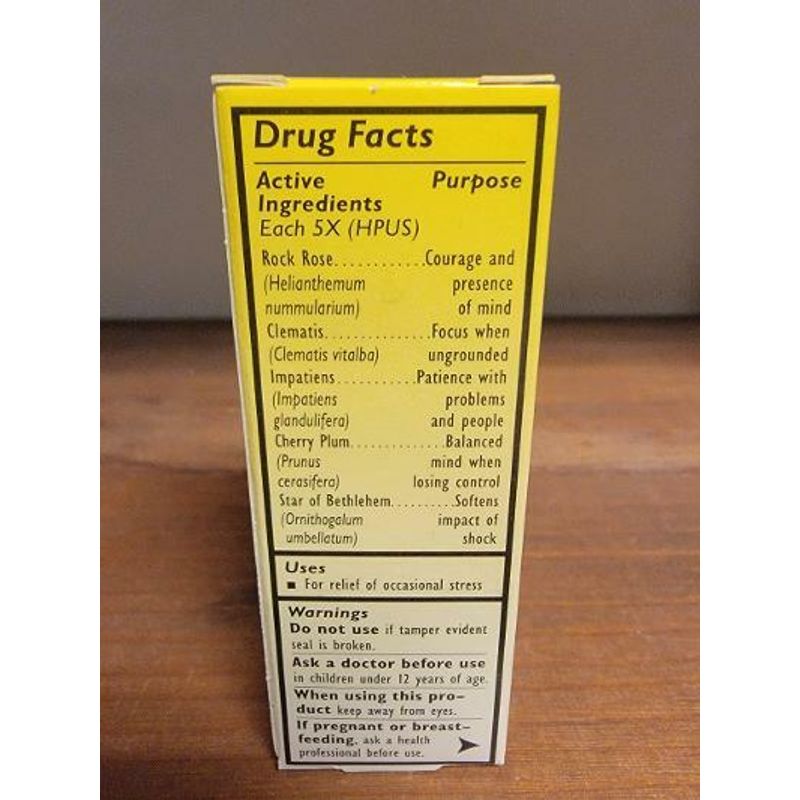 Drug Facts
Active Purpose
Ingredients
Each 5X (HPUS)
Rock Rose............Courage and
(Helianthemum presence
nummularium) of mind
Clematis..............Focus when
(Clematis vitalba) ungrounded
Impatiens...........Patience with
(Impatiens problems
glandulifera) and people
Cherry Plum.............Balanced
(Prunus mind when
cerasifera) losing control
Star of Bethlehem..........Softens
(Ornithogalum impact of
umbellatum) shock
Uses
■ For relief of occasional stress
Warnings
Do not use if tamper evident
seal is broken.
Ask a doctor before use
in children under 12 years of age.
When using this pro-
duct keep away from eyes.
If pregnant or breast-
feeding, ask a health
professional before use.